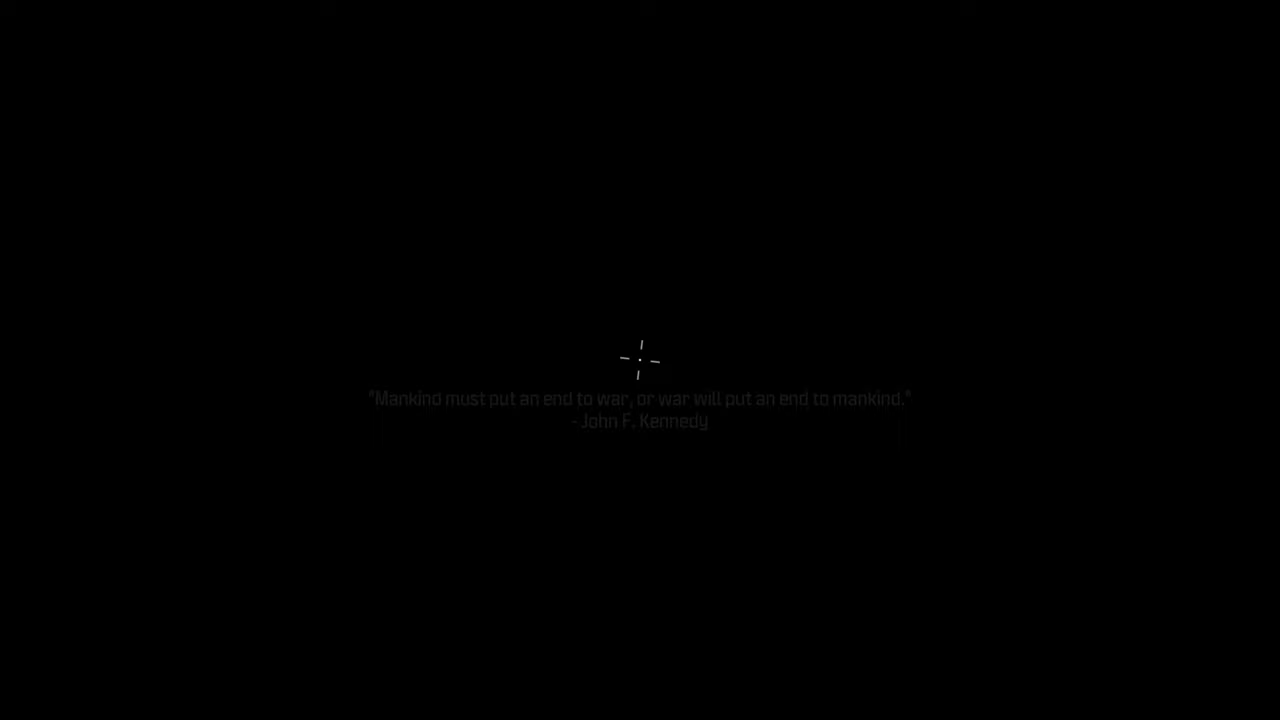 "Mankind must put an end to war, or war will put an end to mankind."
- John F. Kennedy